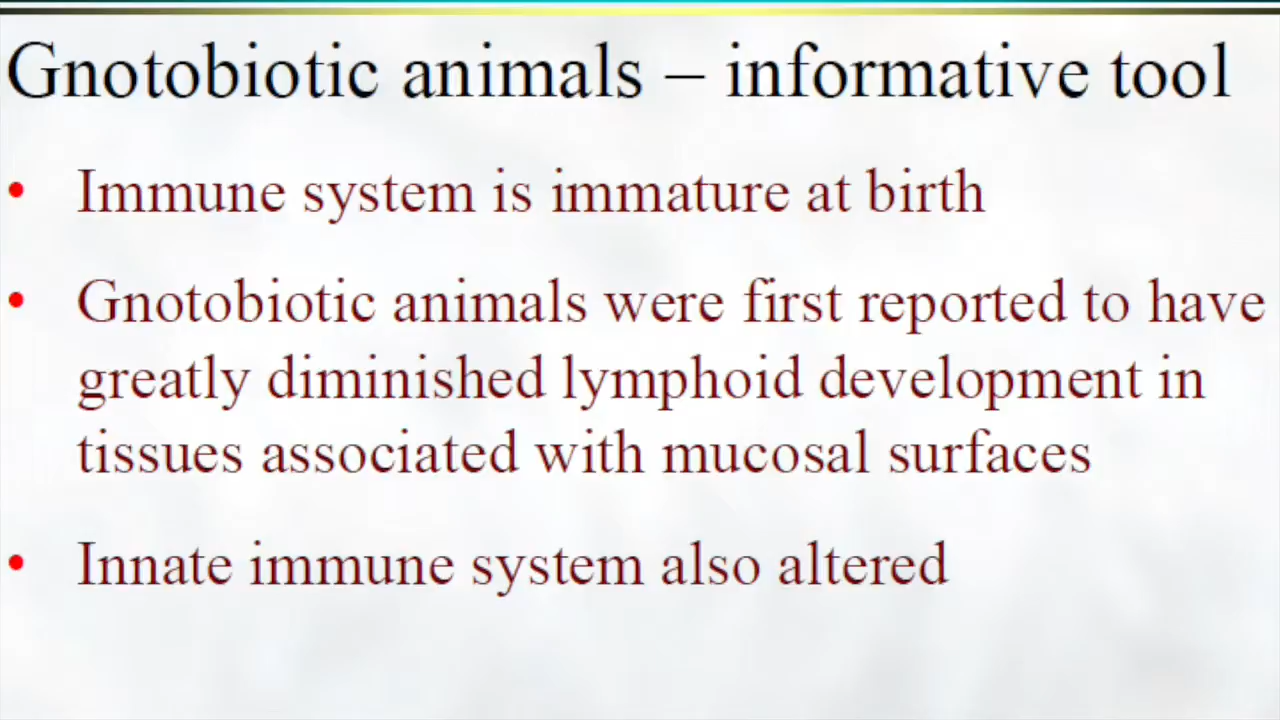 Gnotobiotic animals – informative tool
• Immune system is immature at birth
• Gnotobiotic animals were first reported to have
greatly diminished lymphoid development in
tissues associated with mucosal surfaces
• Innate immune system also altered